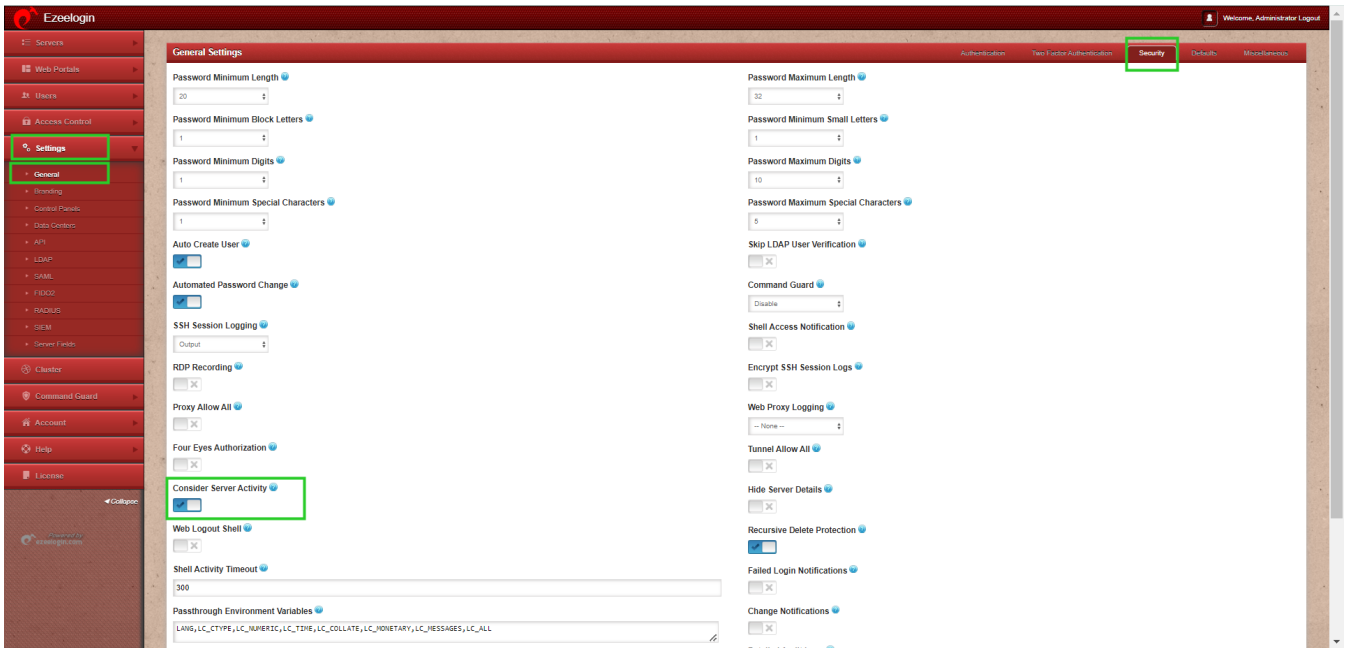 Ezeelogin
Welcome, Administrator Logout
Servers
Web Portals
Users
Access Control
Settings
General
Branding
Control Panels
Data Centers
API
LDAP
SAML
FIDO2
RADIUS
SIEM
Server Fields
Cluster
Command Guard
Account
Help
License
Collapse
ezeelogin.com
General Settings
Authentication Two Factor Authentication Security Defaults Miscellaneous
Password Minimum Length Password Maximum Length
20 32
Password Minimum Block Letters Password Minimum Small Letters
1 1
Password Minimum Digits Password Maximum Digits
1 10
Password Minimum Special Characters Password Maximum Special Characters
1
Auto Create User Skip LDAP User Verification
Automated Password Change Command Guard
Disable
SSH Session Logging Shell Access Notification
Output
RDP Recording Encrypt SSH Session Logs
Proxy Allow All Web Proxy Logging
-- None --
Four Eyes Authorization Tunnel Allow All
Consider Server Activity Hide Server Details
Web Logout Shell Recursive Delete Protection
Shell Activity Timeout Failed Login Notifications
300
Passthrough Environment Variables Change Notifications
LANG,LC_CTYPE,LC_NUMERIC,LC_TIME,LC_COLLATE,LC_MONETARY,LC_MESSAGES,LC_ALL